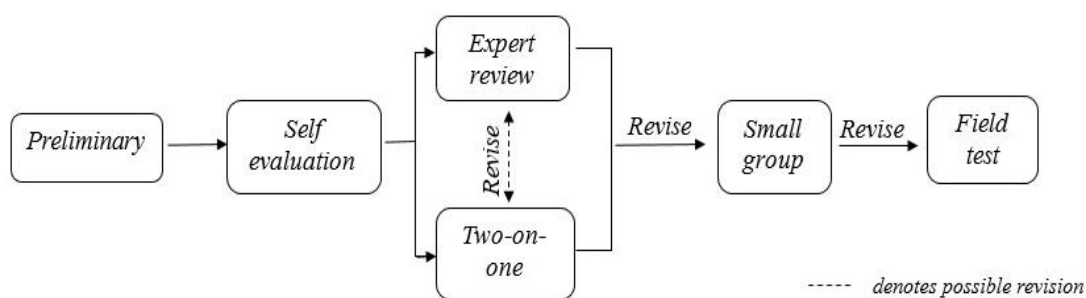 Preliminary
Self
evaluation
Expert
review
Revise
Two-on-
one
Revise
Small
group
Revise
Field
test
----- denotes possible revision